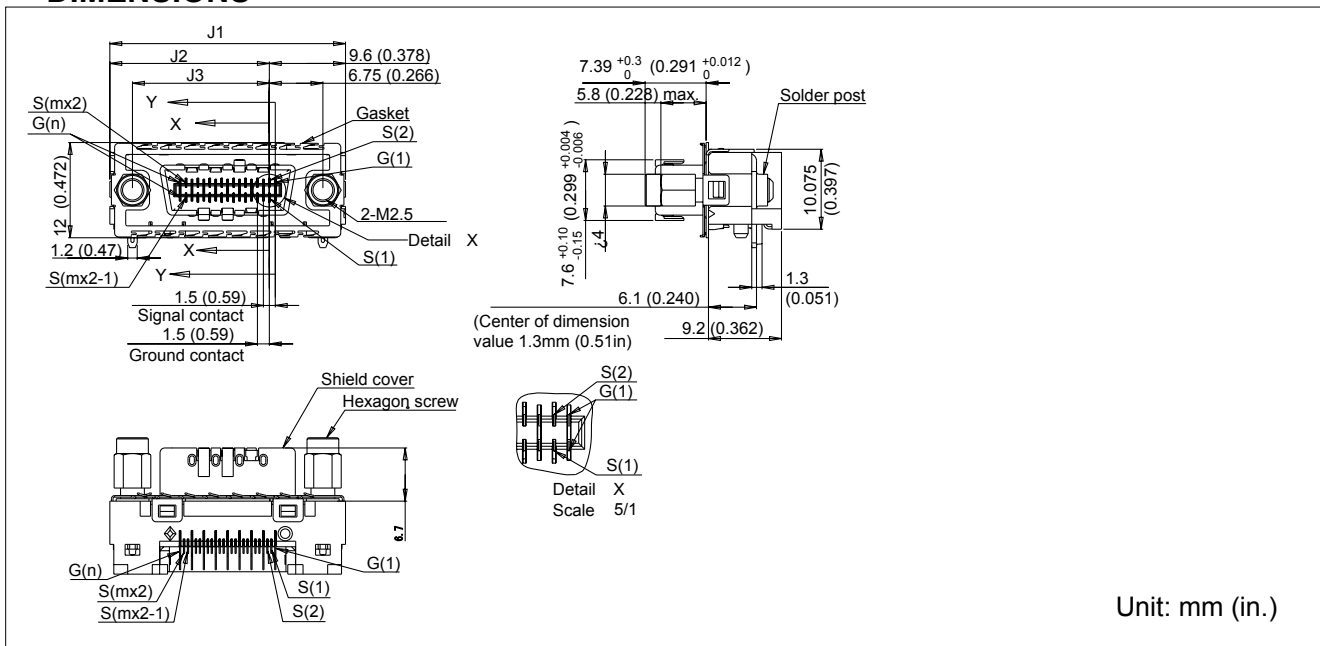 J1
J2
9.6 (0.378)
J3
6.75 (0.266)
Y
S(mx2)
G(n)
X
Gasket
S(2)
G(1)
12
(0.472)
2-M2.5
Detail X
1.2 (0.47)
X
S(1)
S(mx2-1)
Y
1.5 (0.59)
Signal contact
1.5 (0.59)
Ground contact
7.39 +0.3 0 (0.291 +0.012 0 )
5.8 (0.228) max.
Solder post
7.6 +0.10 -0.15 (0.299 +0.004 -0.006 )
¿4
10.075
(0.397)
1.3
(0.051)
6.1 (0.240)
(Center of dimension
value 1.3mm (0.51in)
9.2 (0.362)
Shield cover
Hexagon screw
6.7
G(n)
G(1)
S(mx2)
S(1)
S(mx2-1)
S(2)
S(2)
G(1)
S(1)
Detail X
Scale 5/1
Unit: mm (in.)